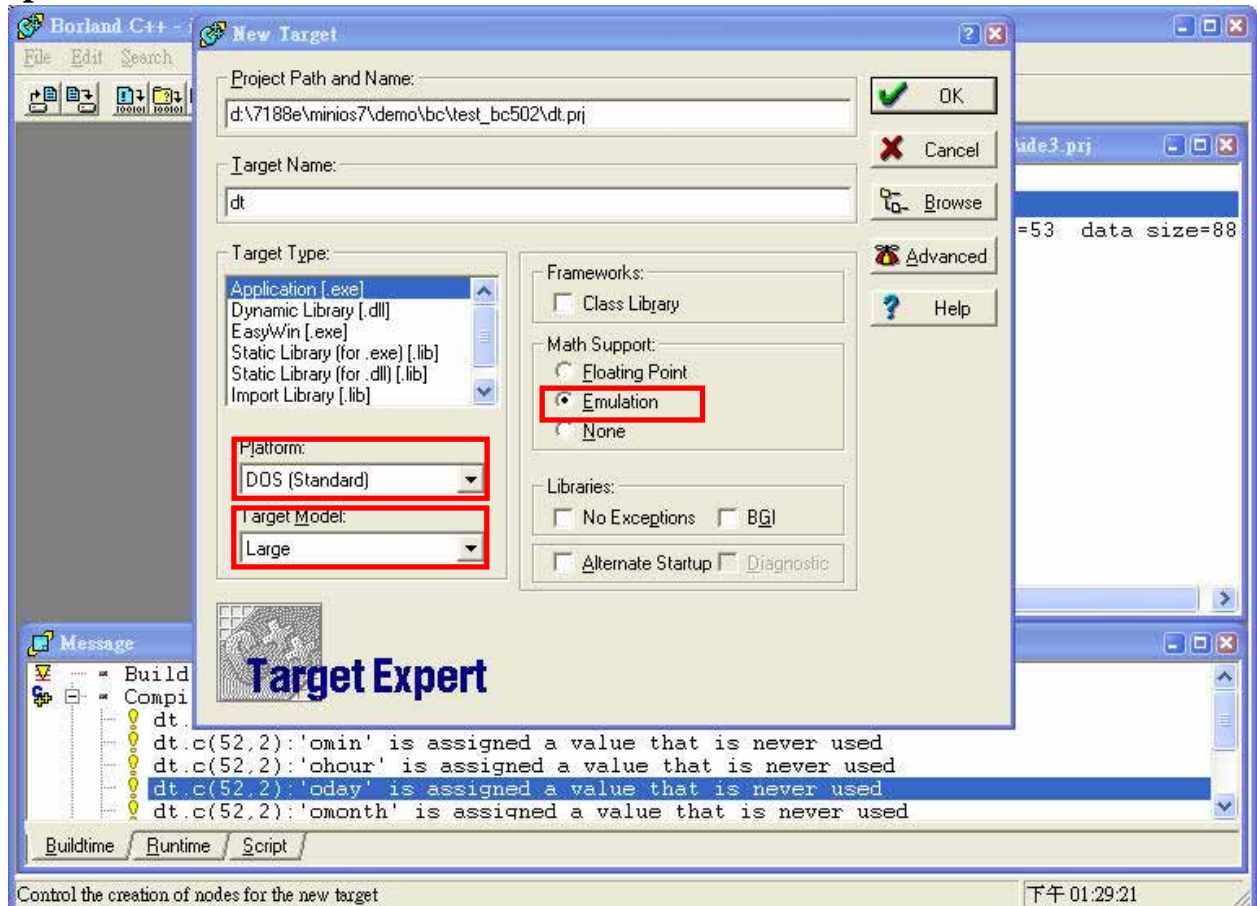 Borland C++ -
File Edit Search
New Target
Project Path and Name:
d:\7188e\minios7\demo\bc\test_bc502\dt.prj
Target Name:
dt
Target Type:
Application [.exe]
Dynamic Library [.dll]
EasyWin [.exe]
Static Library (for .exe) [.lib]
Static Library (for .dll) [.lib]
Import Library [.lib]
Platform:
DOS (Standard)
Target Model:
Large
Frameworks:
Class Library
Math Support:
Floating Point
Emulation
None
Libraries:
No Exceptions BGI
Alternate Startup Diagnostic
OK
Cancel
Browse
Advanced
Help
Target Expert
ide3.prj
=53 data size=88
Message
Build
Compi
dt.
dt.c(52,2):'omin' is assigned a value that is never used
dt.c(52,2):'ohour' is assigned a value that is never used
dt.c(52,2):'oday' is assigned a value that is never used
dt.c(52,2):'omonth' is assigned a value that is never used
Buildtime Runtime Script
Control the creation of nodes for the new target
下午 01:29:21